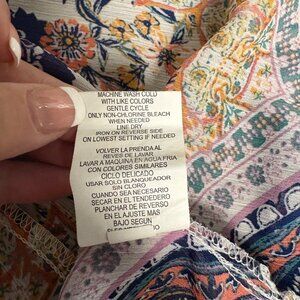 MACHINE WASH COLD
WITH LIKE COLORS
GENTLE CYCLE
ONLY NON-CHLORINE BLEACH
WHEN NEEDED
LINE DRY
IRON ON REVERSE SIDE
ON LOWEST SETTING IF NEEDED
VOLVER LA PRENDA AL
REVES DE LAVAR
LAVAR A MAQUINA EN AGUA FRIA
CON COLORES SIMILARES
CICLO DELICADO
USAR SOLO BLANQUEADOR
SIN CLORO
CUANDO SEA NECESARIO
SECAR EN EL TENDEDERO
PLANCHAR DE REVERSO
EN EL AJUSTE MAS
BAJO SEGUN